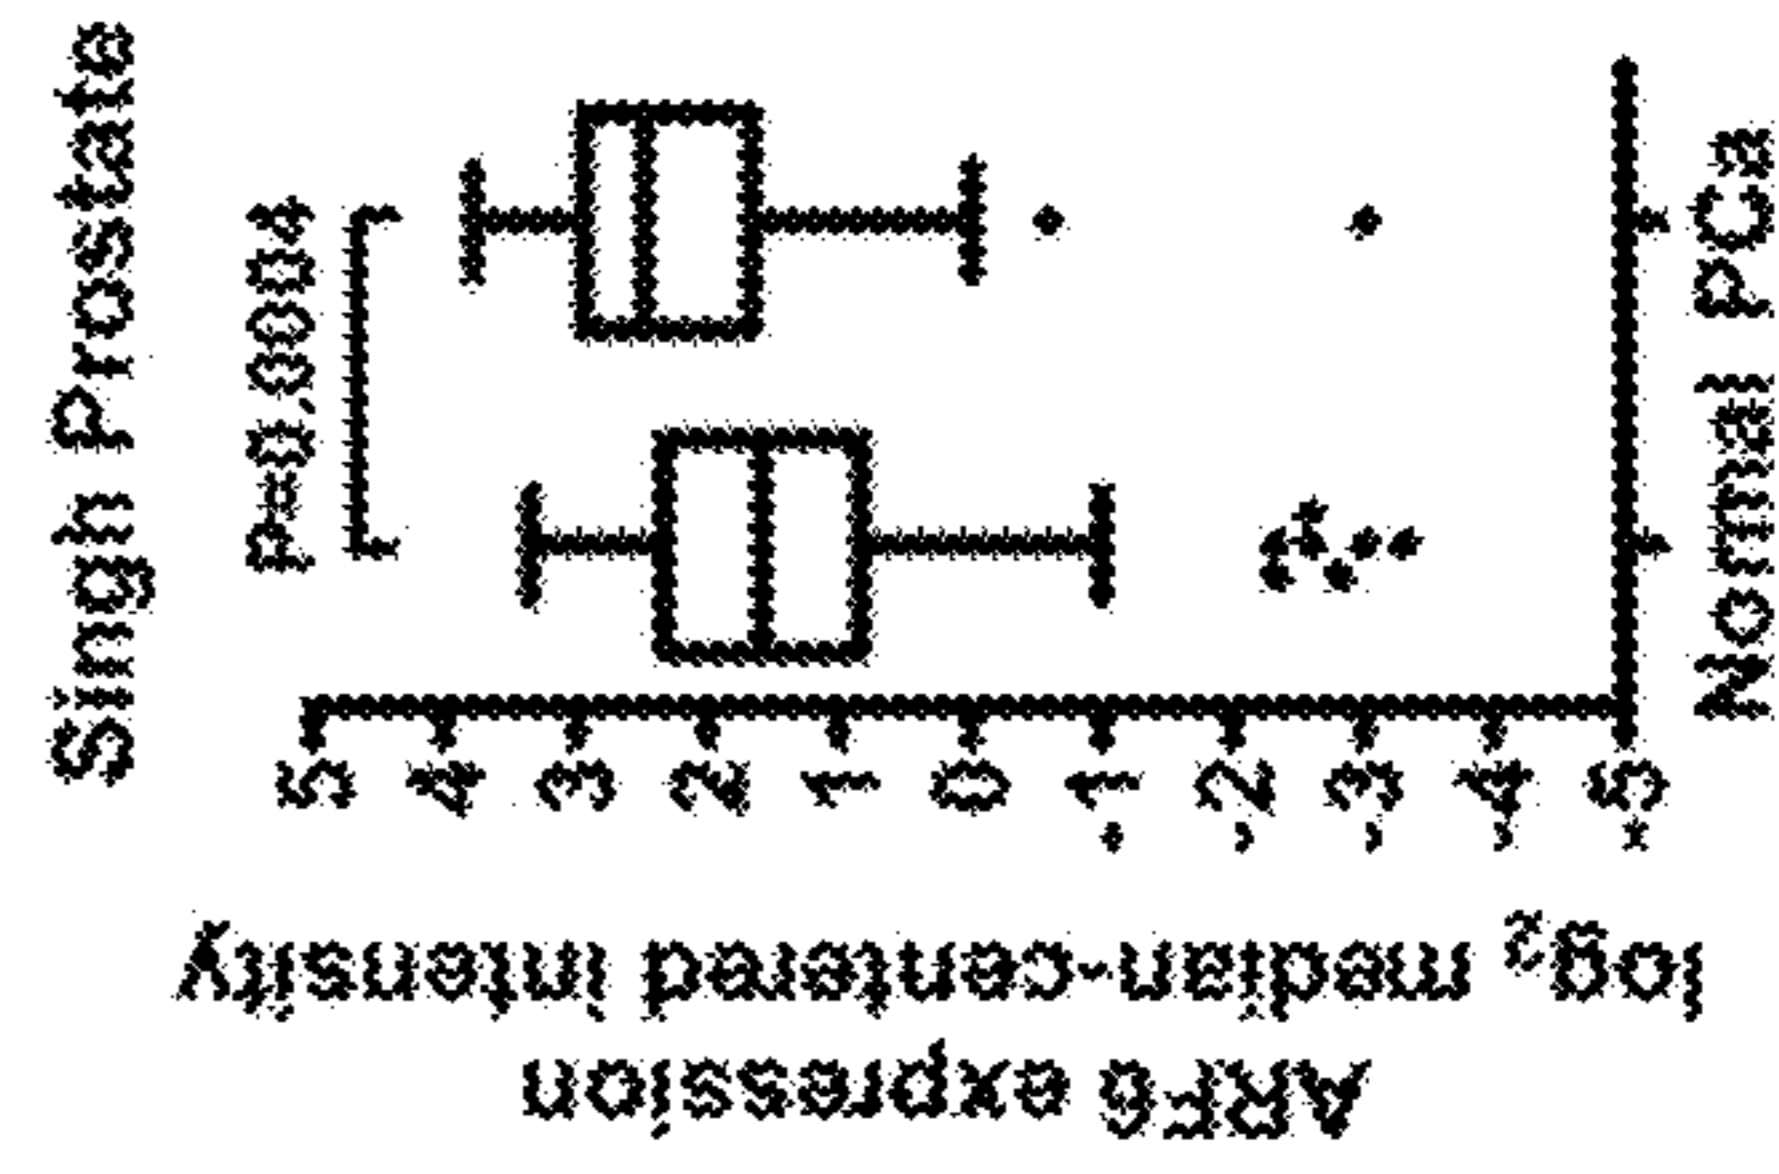 Singh Prostate
P=0.0004
ARF6 expression
log2 median-centered intensity
5
4
3
2
1
0
-1
-2
-3
-4
-5
Normal PCa